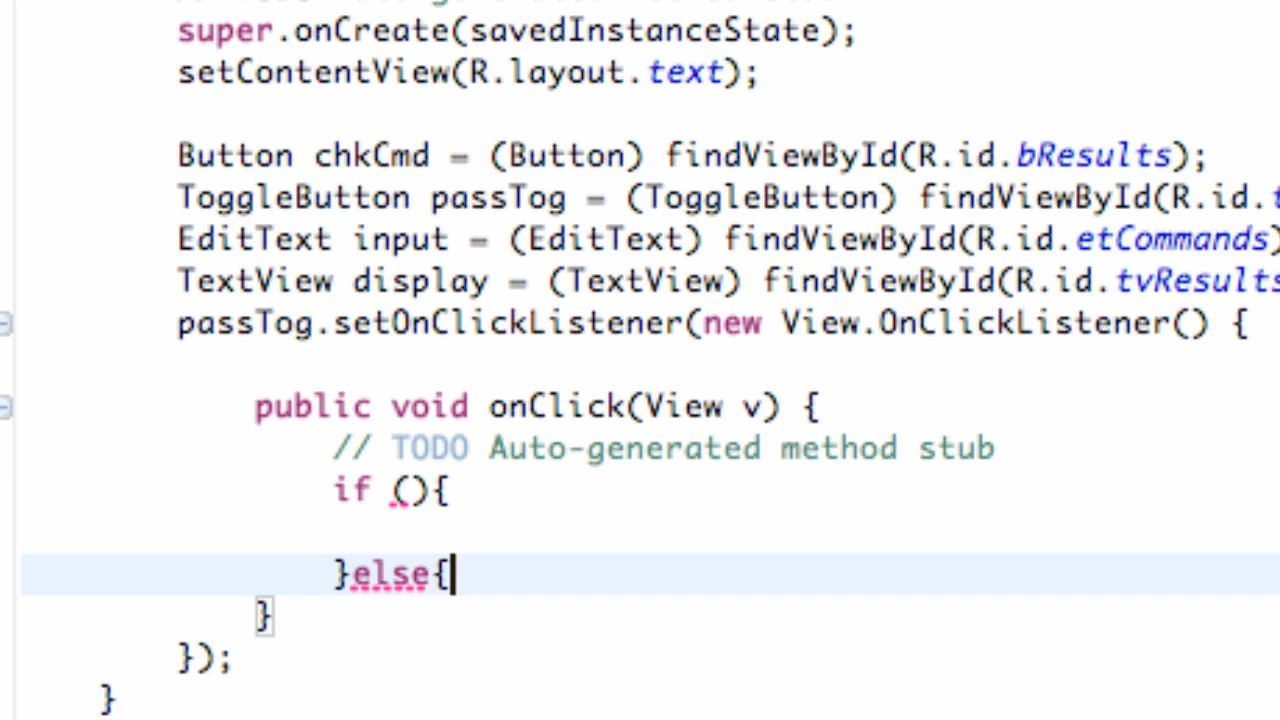 super.onCreate(savedInstanceState);
setContentView(R.layout.text);
Button chkCmd = (Button) findViewById(R.id.bResults);
ToggleButton passTog = (ToggleButton) findViewById(R.id.t
EditText input = (EditText) findViewById(R.id.etCommands)
TextView display = (TextView) findViewById(R.id.tvResults
passTog.setOnClickListener(new View.OnClickListener() {
public void onClick(View v) {
// TODO Auto-generated method stub
if (){
}else{
}
});
}